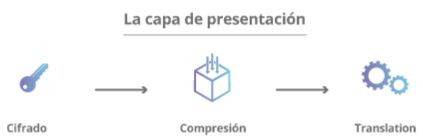 La capa de presentación
Cifrado
Compresión
Translation